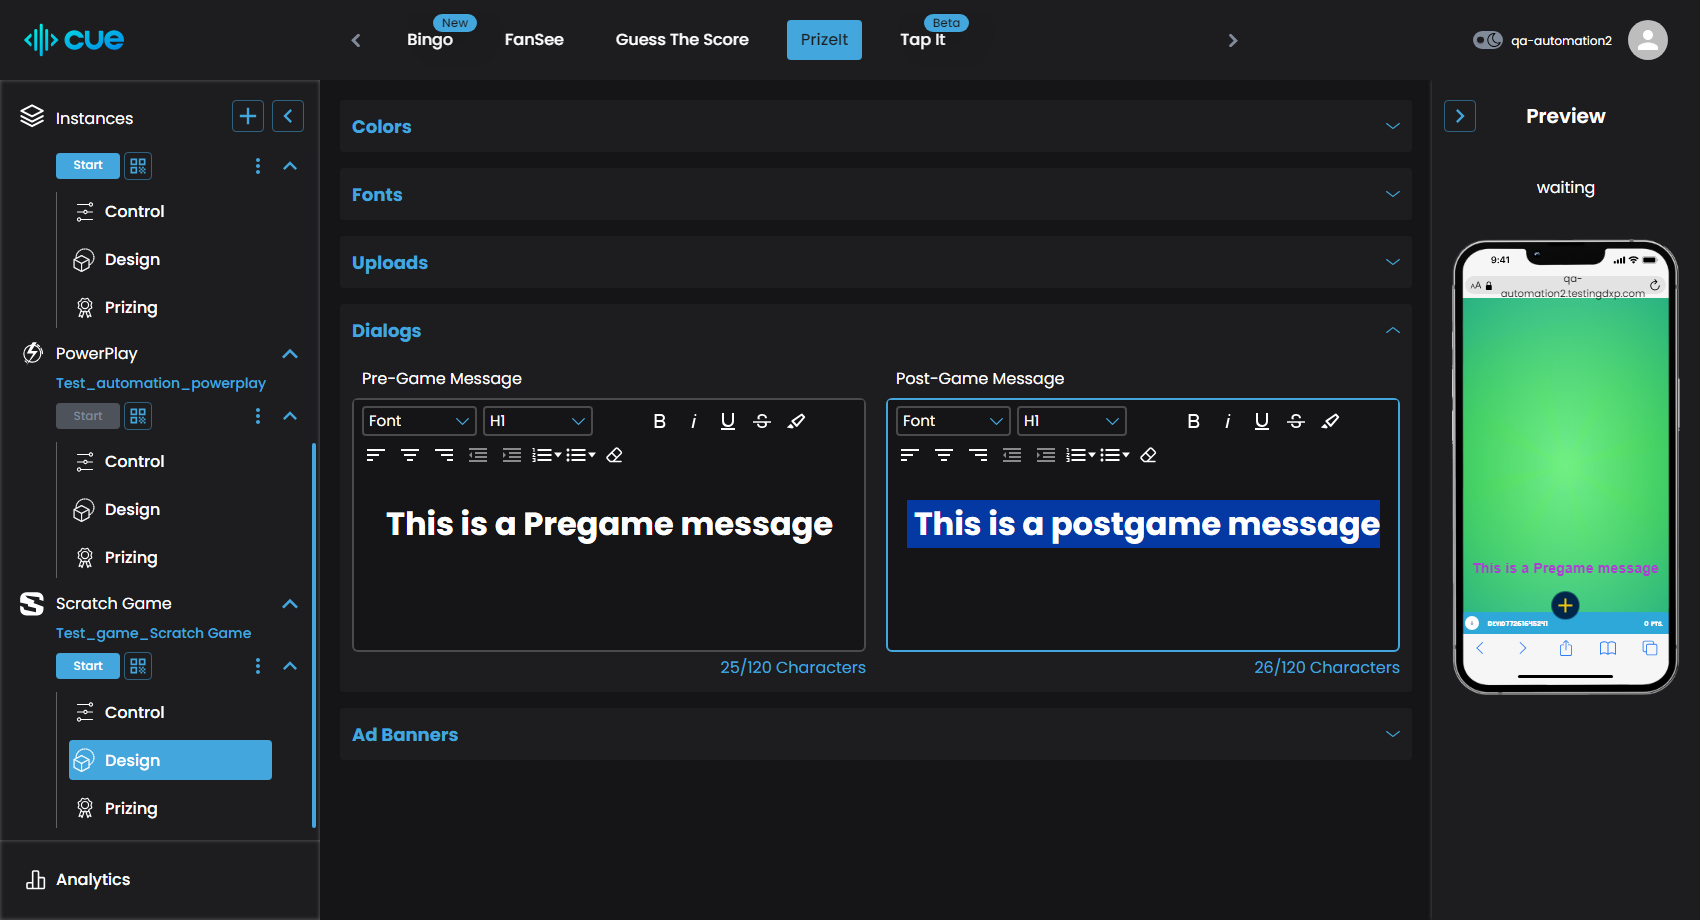 cue
Bingo
New
FanSee
Guess The Score
PrizeIt
Tap It
Beta
qa-automation2
Instances
Start
Control
Design
Prizing
PowerPlay
Test_automation_powerplay
Start
Control
Design
Prizing
Scratch Game
Test_game_Scratch Game
Start
Control
Design
Prizing
Analytics
Colors
Fonts
Uploads
Dialogs
Pre-Game Message
Font
H1
B i U S
This is a Pregame message
25/120 Characters
Post-Game Message
Font
H1
B i U S
This is a postgame message
26/120 Characters
Ad Banners
Preview
waiting
9:41
AA
qa-
automation2.testingdxp.com
This is a Pregame message
0 PTS.